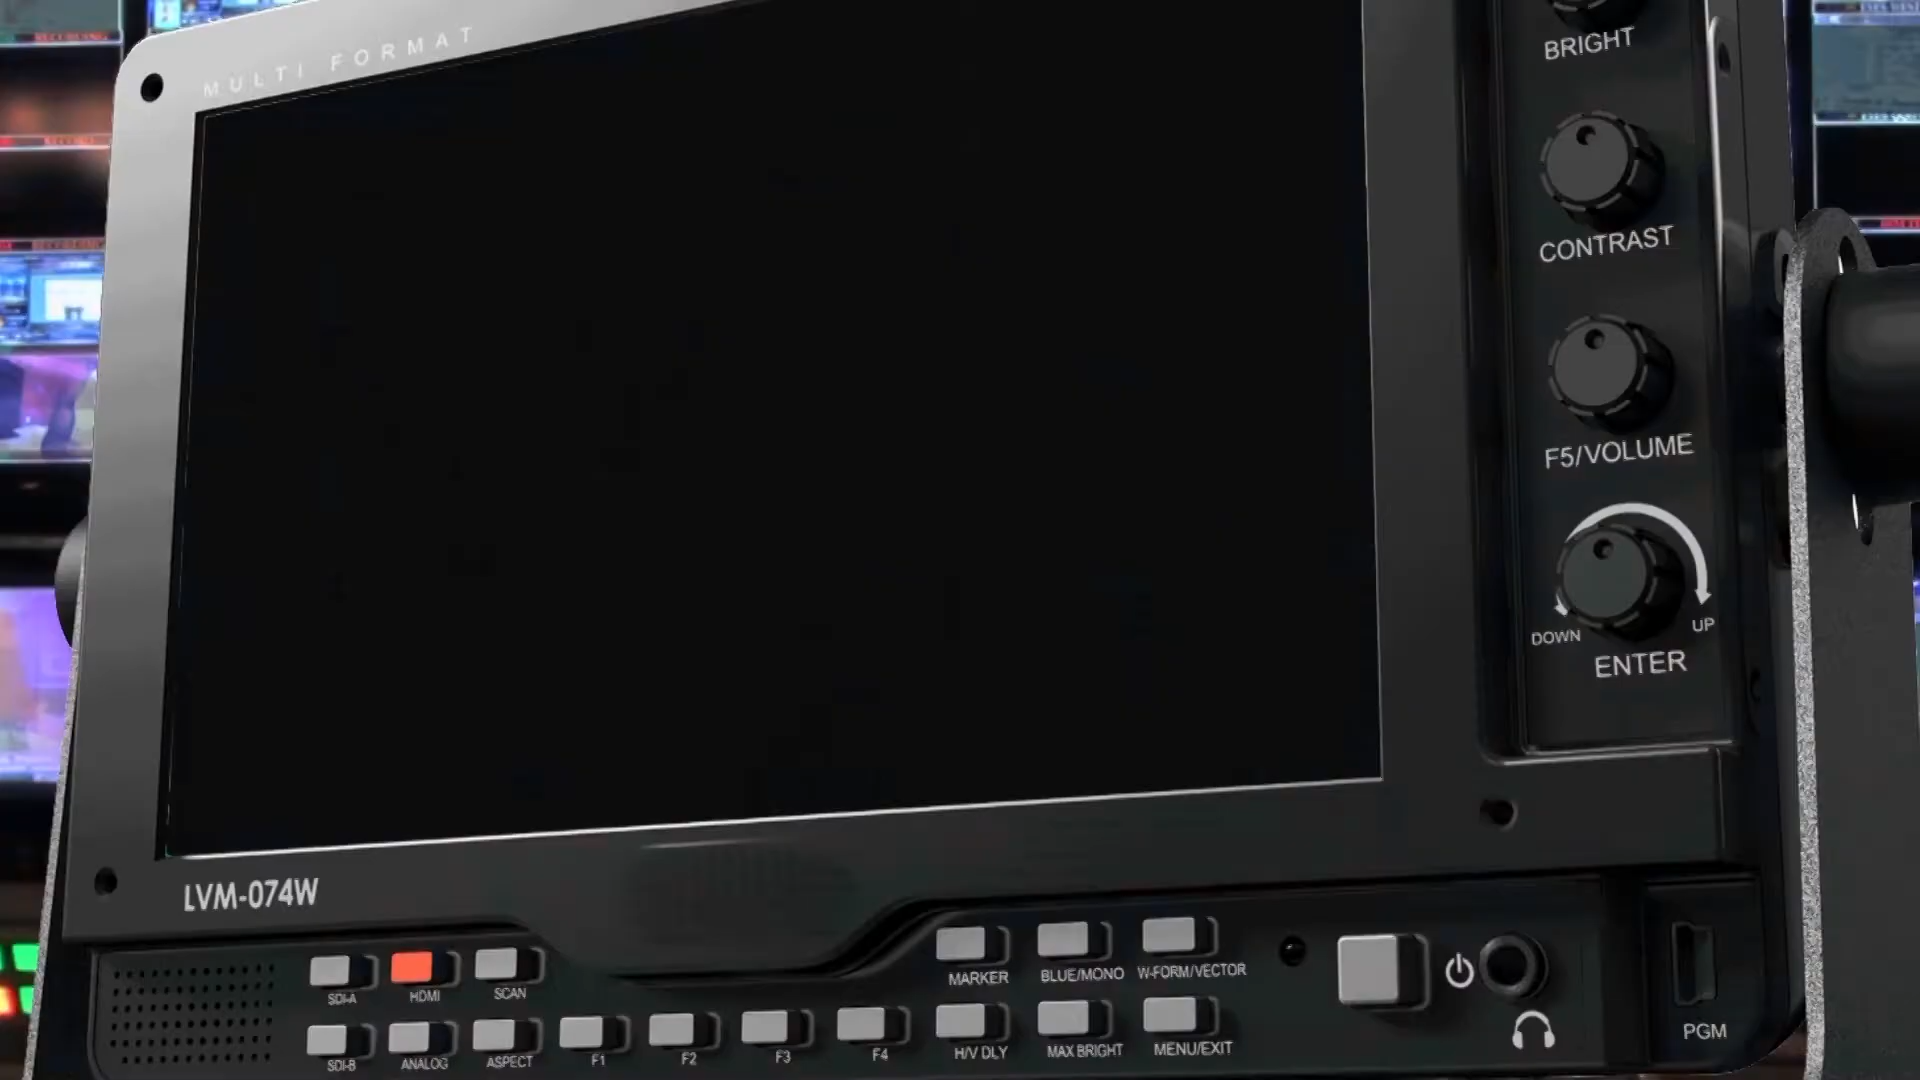 RECORDING
MULTI FORMAT
BRIGHT
CONTRAST
F5/VOLUME
DOWN
UP
ENTER
LVM-074W
SDI-A
HDMI
SCAN
MARKER
BLUE/MONO
W-FORM/VECTOR
SDI-B
ANALOG
ASPECT
F1
F2
F3
F4
H/V DLY
MAX BRIGHT
MENU/EXIT
PGM